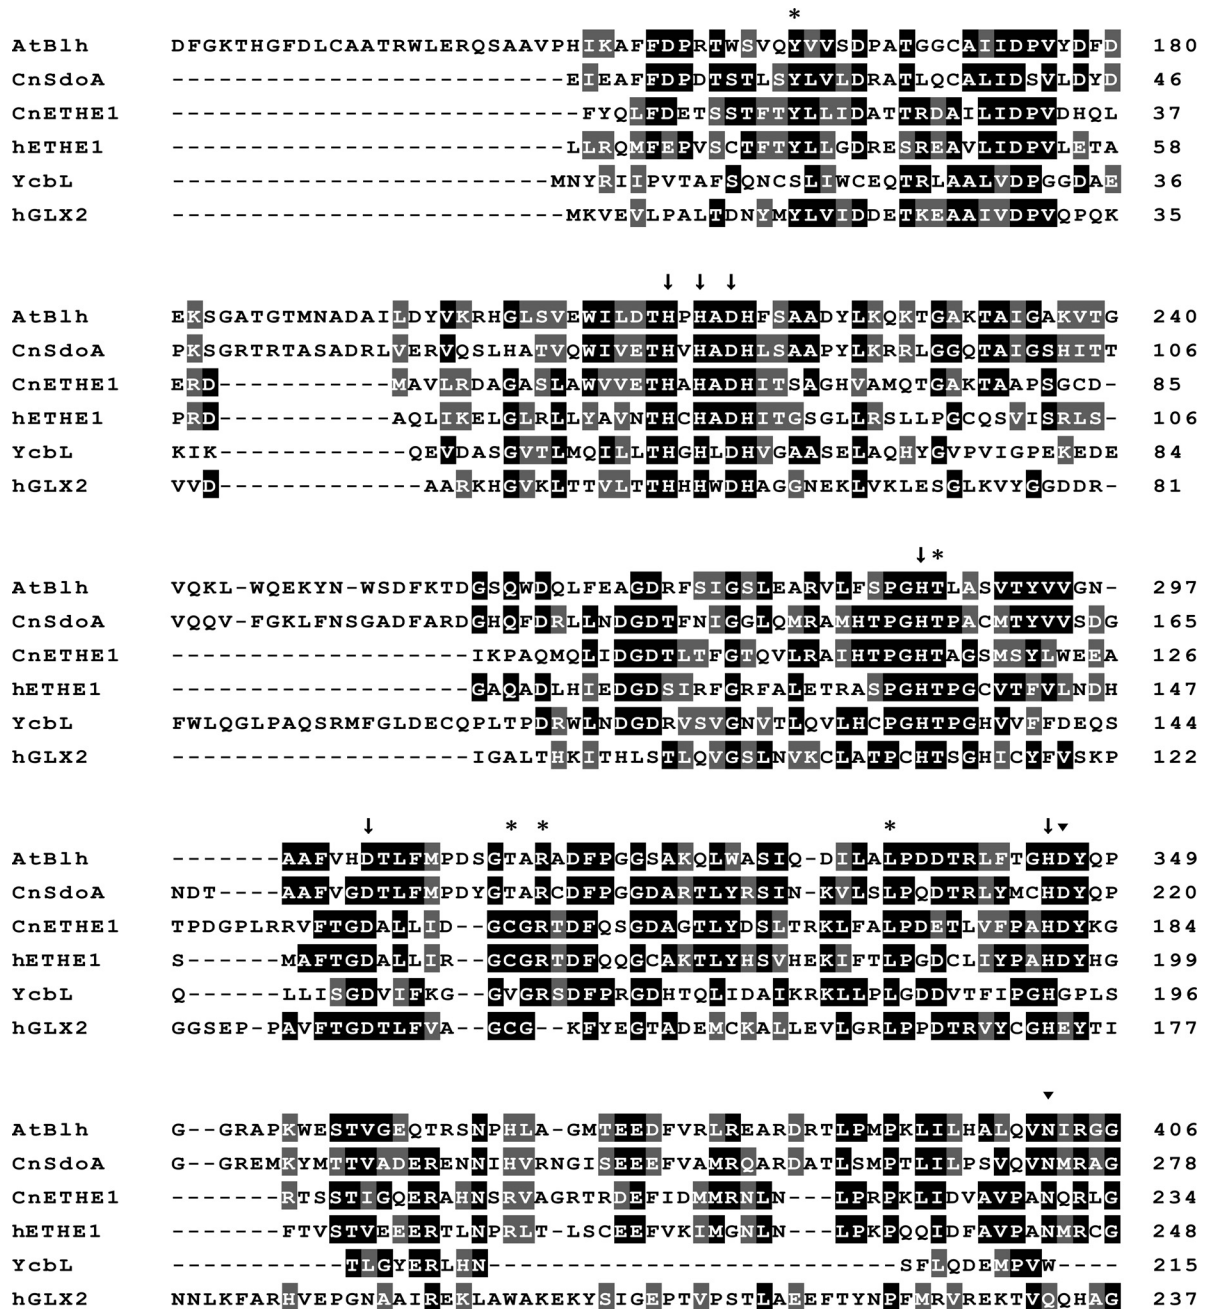 *
AtBlh DFGKTHGFDLCAATRWLERQSAAVPHIKAFFDPRTWSVQYVVSDPATGGCAIIDPVYDFD 180
CnSdoA -------------------------EIEAFFDPDTSTLSYLVLDRATLQCALIDSVLDYD 46
CnETHE1 --------------------------FYQLFDETSSTFTYLLIDATTRDAILIDPVDHQL 37
hETHE1 -------------------------LLRQMFEPVSCTFTYLLGDRESREAVLIDPVLETA 58
YcbL ------------------------MNYRIIPVTAFSQNCSLIWCEQTRLAALVDPGGDAE 36
hGLX2 -------------------------MKVEVLPALTDNYMYLVIDDETKEAAIVDPVQPQK 35
↓ ↓ ↓
AtBlh EKSGATGTMNADAILDYVKRHGLSVEWILDTHPHADHFSAADYLKQKTGAKTAIGAKVTG 240
CnSdoA PKSGRTRTASADRLVERVQSLHATVQWIVETHVHADHLSAAPYLKRRLGGQTAIGSHITT 106
CnETHE1 ERD-----------MAVLRDAGASLAWVVETHAHADHITSAGHVAMQTGAKTAAPSGCD- 85
hETHE1 PRD-----------AQLIKELGLRLLYAVNTHCHADHITGSGLLRSLLPGCQSVISRLS- 106
YcbL KIK------------QEVDASGVTLMQILLTHGHLDHVGAASELAQHYGVPVIGPEKEDE 84
hGLX2 VVD-------------AARKHGVKLTTVLTTHHHWDHAGGNEKLVKLESGLKVYGGDDR- 81
↓ *
AtBlh VQKL-WQEKYN-WSDFKTDGSQWDQLFEAGDRFSIGSLEARVLFSPGHTLASVTYVVGN- 297
CnSdoA VQQV-FGKLFNSGADFARDGHQFDRLLNDGDTFNIGGLQMRAMHTPGHTPACMTYVVSDG 165
CnETHE1 -------------------IKPAQMQLIDGDTLTFGTQVLRAIHTPGHTAGSMSYLWEEA 126
hETHE1 -------------------GAQADLHIEDGDSIRFGRFALETRASPGHTPGCVTFVLNDH 147
YcbL FWLQGLPAQSRMFGLDECQPLTPDRWLNDGDRVSVGNVTLQVLHCPGHTPGHVVFFDEQS 144
hGLX2 -------------------IGALTHKITHLSTLQVGSLNVKCLATPCHTSGHICYFVSKP 122
↓ * * * ↓ ▼
AtBlh -------AAFVHDTLFMPDSGTARADFPGGSAKQLWASIQ-DILALPDDTRLFTGHDYQP 349
CnSdoA NDT----AAFVGDTLFMPDYGTARCDFPGGDARTLYRSIN-KVLSLPQDTRLYMCHDYQP 220
CnETHE1 TPDGPLRRVFTGDALLID--GCGRTDFQSGDAGTLYDSLTRKLFALPDETLVFPAHDYKG 184
hETHE1 S------MAFTGDALLIR--GCGRTDFQQGCAKTLYHSVHEKIFTLPGDCLIYPAHDYHG 199
YcbL Q------LLISGDVIFKG--GVGRSDFPRGDHTQLIDAIKRKLLPLGDDVTFIPGHGPLS 196
hGLX2 GGSEP-PAVFTGDTLFVA--GCG--KFYEGTADEMCKALLEVLGRLPPDTRVYCGHEYTI 177
▼
AtBlh G--GRAPKWESTVGEQTRSNPHLA-GMTEEDFVRLREARDRTLPMPKLILHALQVNIRGG 406
CnSdoA G--GREMKYMTTVADERENNIHVRNGISEEEFVAMRQARDATLSMPTLILPSVQVNMRAG 278
CnETHE1 -------RTSSTIGQERAHNSRVAGRTRDEFIDMMRNLN---LPRPKLIDVAVPANQRLG 234
hETHE1 -------FTVSTVEEERTLNPRLT-LSCEEFVKIMGNLN---LPKPQQIDFAVPANMRCG 248
YcbL -----------TLGYERLHN--------------------------SFLQDEMPVW---- 215
hGLX2 NNLKFARHVEPGNAAIREKLAWAKEKYSIGEPTVPSTLAEEFTYNPFMRVREKTVQQHAG 237